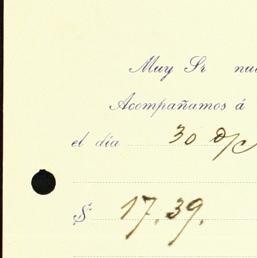 Muy Sr nu
Acompañamos á
el día 30 d/c
$ 17.39.